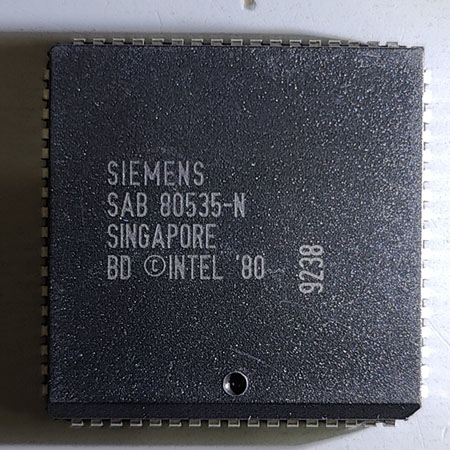 SIEMENS
SAB 80535-N
SINGAPORE
BD ©INTEL '80
9238